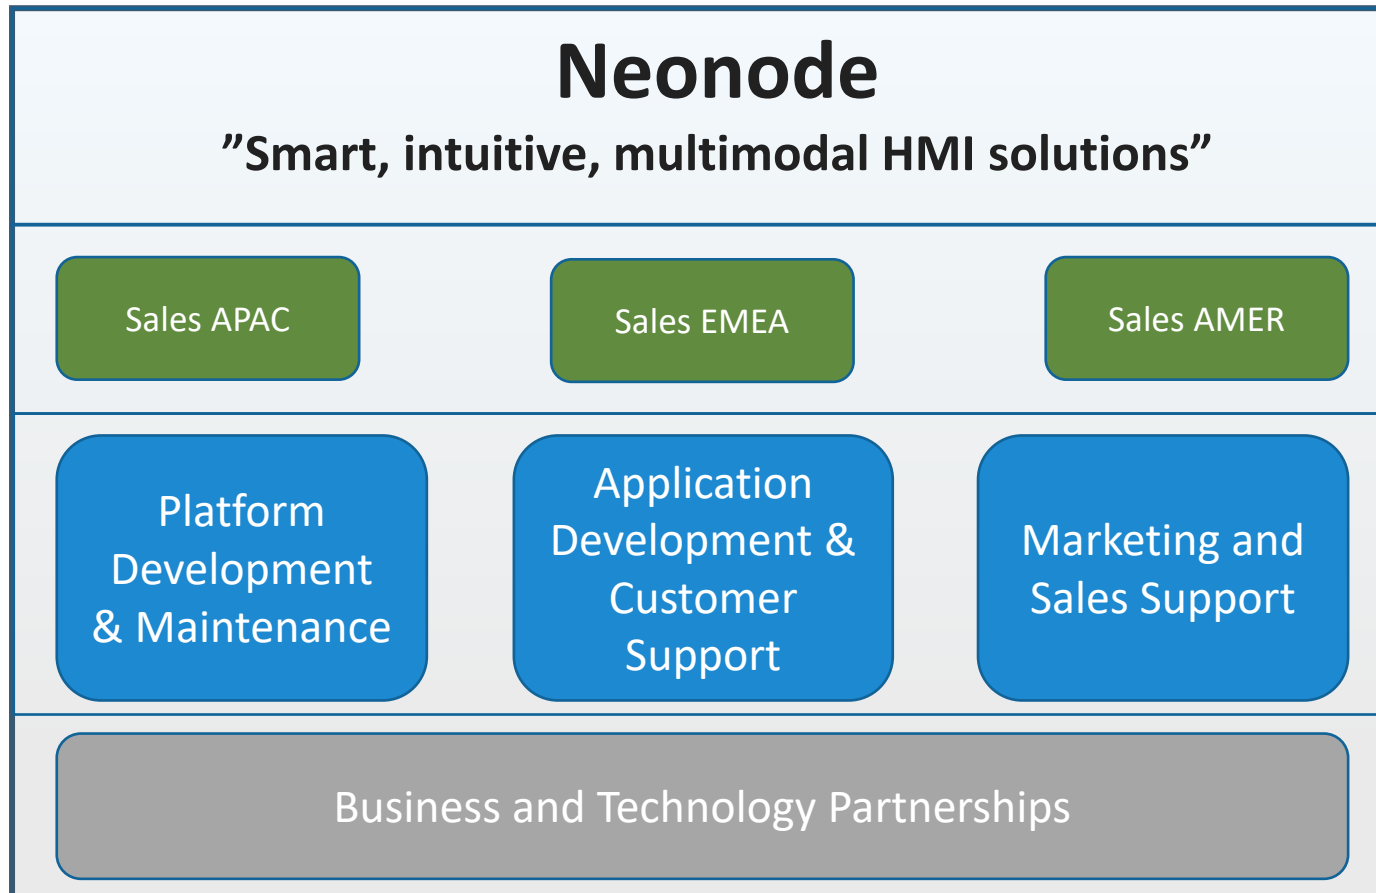 Neonode
”Smart, intuitive, multimodal HMI solutions”
Sales APAC
Sales EMEA
Sales AMER
Platform
Development
& Maintenance
Application
Development &
Customer
Support
Marketing and
Sales Support
Business and Technology Partnerships